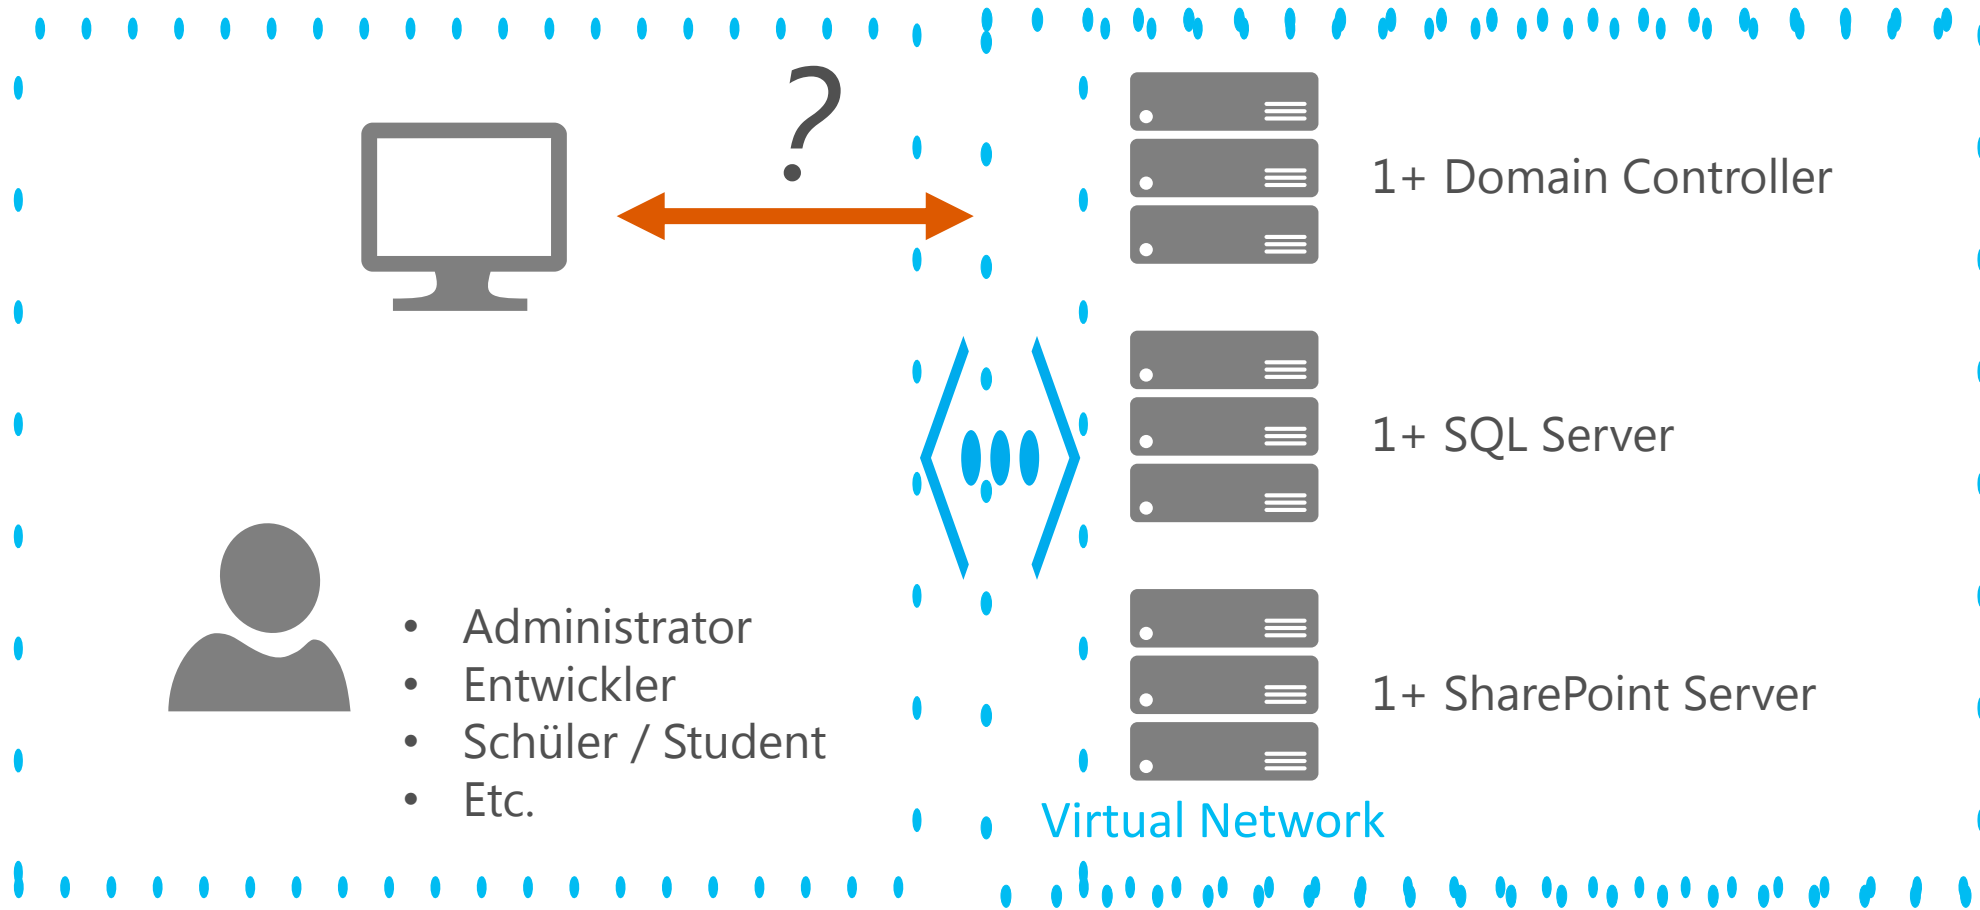 ?
1+ Domain Controller
1+ SQL Server
• Administrator
• Entwickler
• Schüler / Student
• Etc.
1+ SharePoint Server
Virtual Network